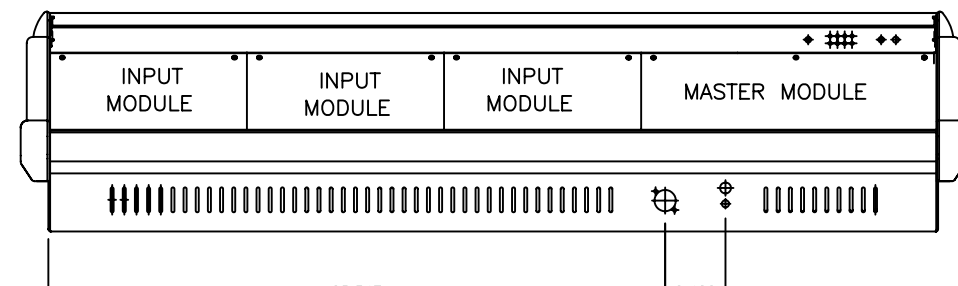 INPUT
MODULE
INPUT
MODULE
INPUT
MODULE
MASTER MODULE